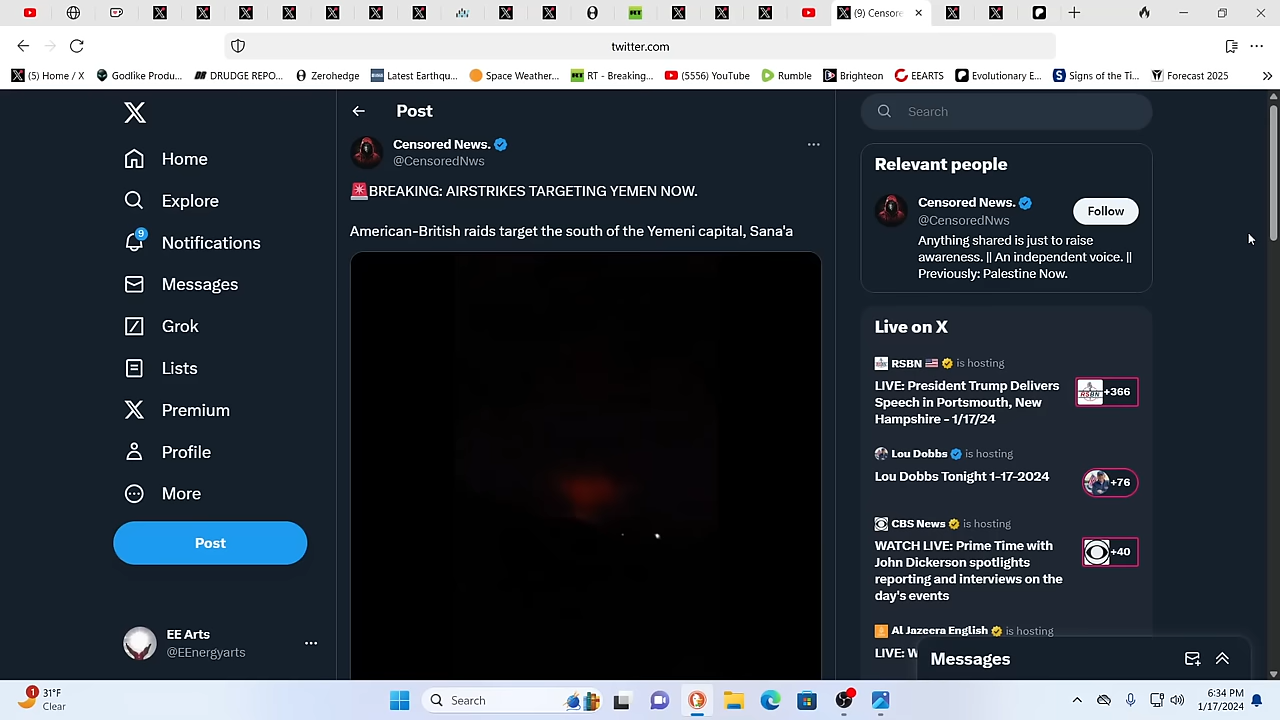 (9) Censore
twitter.com
(5) Home / X
Godlike Produ...
DRUDGE REPO...
Zerohedge
Latest Earthqu...
Space Weather...
RT - Breaking...
(5556) YouTube
Rumble
Brighteon
EEARTS
Evolutionary E...
Signs of the Ti...
Forecast 2025
Home
Explore
9
Notifications
Messages
Grok
Lists
Premium
Profile
More
Post
EE Arts
@EEnergyarts
Post
Censored News.
@CensoredNws
🚨BREAKING: AIRSTRIKES TARGETING YEMEN NOW.
American-British raids target the south of the Yemeni capital, Sana'a
Search
Relevant people
Censored News.
@CensoredNws
Follow
Anything shared is just to raise
awareness. || An independent voice. ||
Previously: Palestine Now.
Live on X
RSBN 🇺🇸 is hosting
LIVE: President Trump Delivers
Speech in Portsmouth, New
Hampshire - 1/17/24
RSBN +366
Lou Dobbs is hosting
Lou Dobbs Tonight 1-17-2024
+76
CBS News is hosting
WATCH LIVE: Prime Time with
John Dickerson spotlights
reporting and interviews on the
day's events
+40
Al Jazeera English is hosting
LIVE: W
Messages
1
31°F
Clear
Search
6:34 PM
1/17/2024